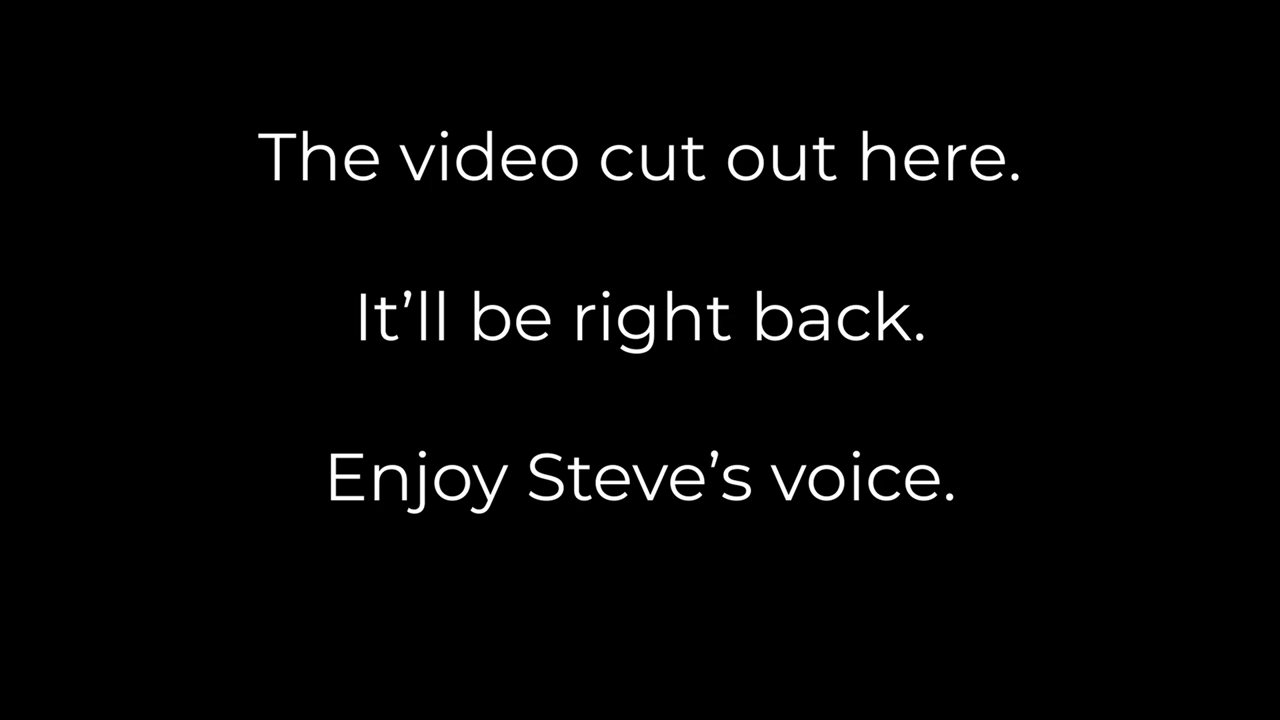 The video cut out here.
It’ll be right back.
Enjoy Steve’s voice.